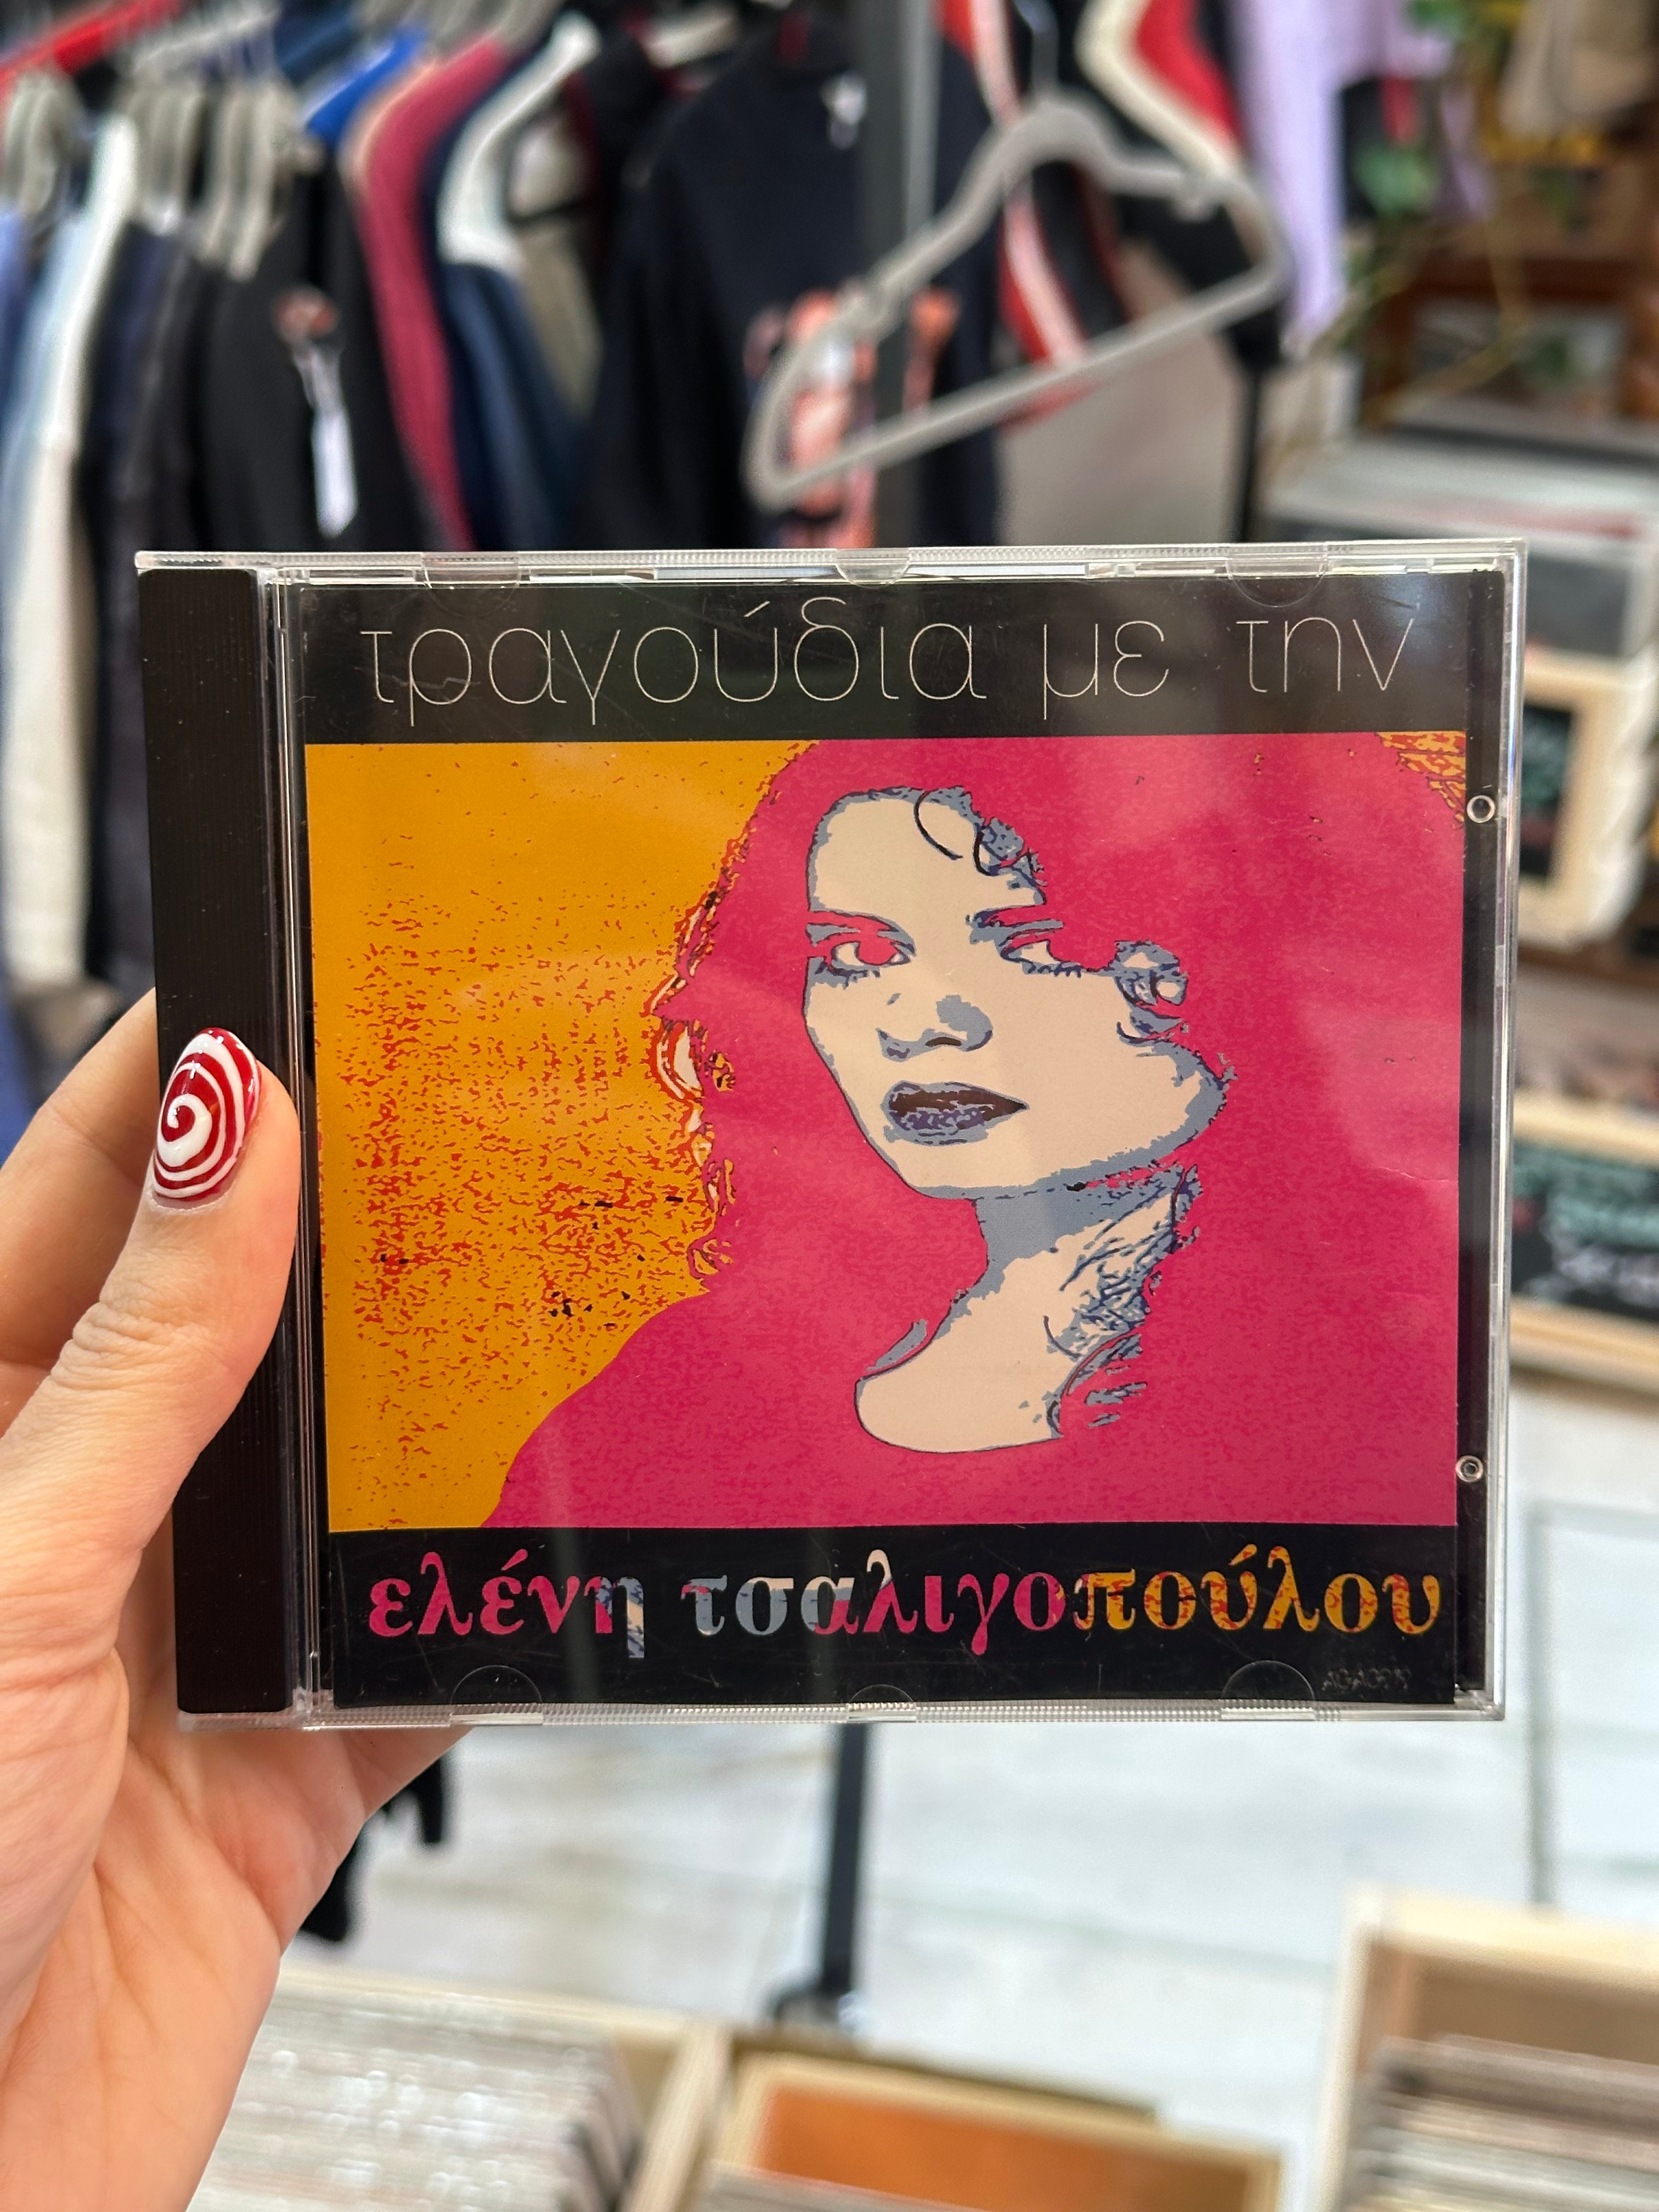 τραγούδια με την
ελένη τσαλιγοπούλου